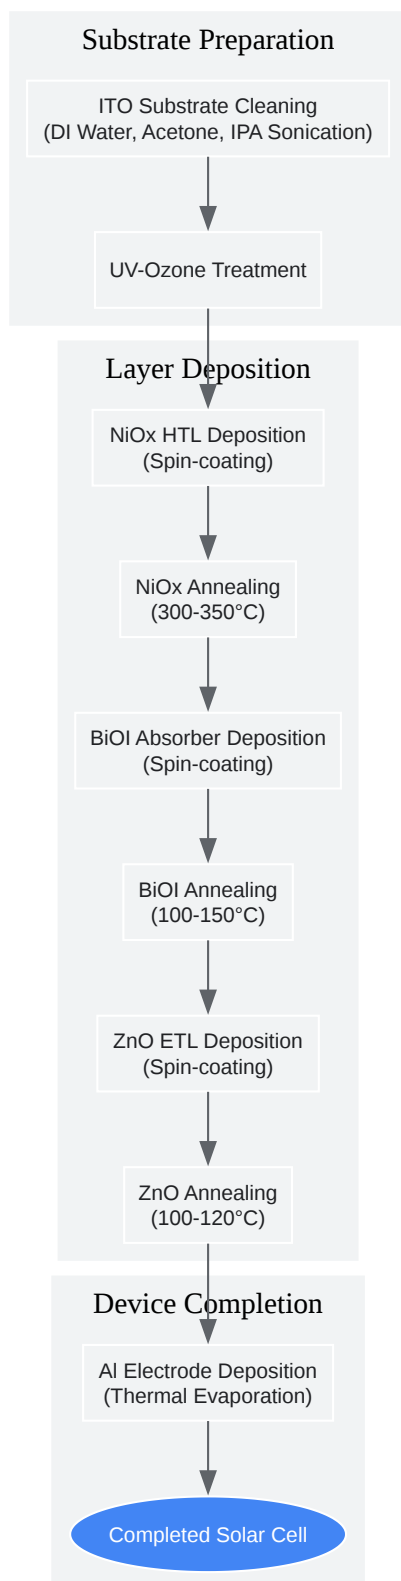 Substrate Preparation
ITO Substrate Cleaning
(DI Water, Acetone, IPA Sonication)
UV-Ozone Treatment
Layer Deposition
NiOx HTL Deposition
(Spin-coating)
NiOx Annealing
(300-350°C)
BiOI Absorber Deposition
(Spin-coating)
BiOI Annealing
(100-150°C)
ZnO ETL Deposition
(Spin-coating)
ZnO Annealing
(100-120°C)
Device Completion
Al Electrode Deposition
(Thermal Evaporation)
Completed Solar Cell